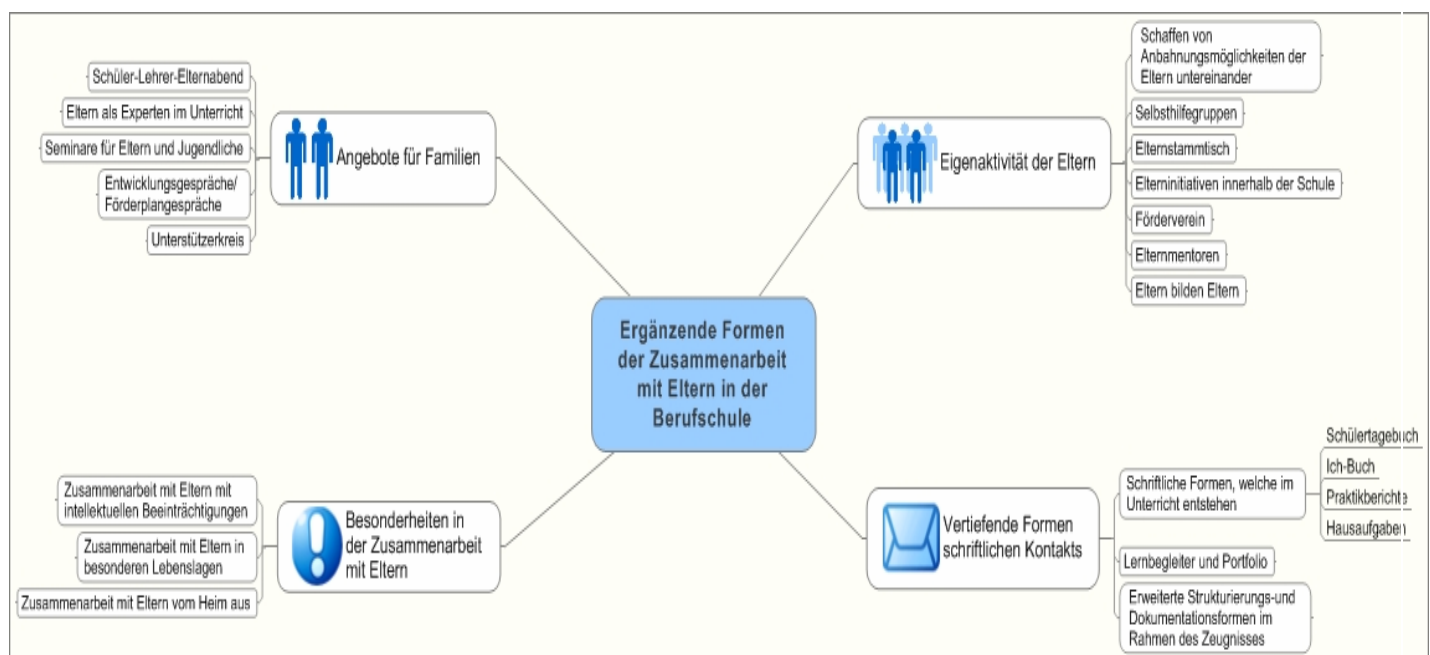 Ergänzende Formen
der Zusammenarbeit
mit Eltern in der
Berufschule
Angebote für Familien
Schüler-Lehrer-Elternabend
Eltern als Experten im Unterricht
Seminare für Eltern und Jugendliche
Entwicklungsgespräche/
Förderplangespräche
Unterstützerkreis
Eigenaktivität der Eltern
Schaffen von
Anbahnungsmöglichkeiten der
Eltern untereinander
Selbsthilfegruppen
Elternstammtisch
Elterninitiativen innerhalb der Schule
Förderverein
Elternmentoren
Eltern bilden Eltern
Besonderheiten in
der Zusammenarbeit
mit Eltern
Zusammenarbeit mit Eltern mit
intellektuellen Beeinträchtigungen
Zusammenarbeit mit Eltern in
besonderen Lebenslagen
Zusammenarbeit mit Eltern vom Heim aus
Vertiefende Formen
schriftlichen Kontakts
Schriftliche Formen, welche im
Unterricht entstehen
Schülertagebuch
Ich-Buch
Praktikberichte
Hausaufgaben
Lernbegleiter und Portfolio
Erweiterte Strukturierungs-und
Dokumentationsformen im
Rahmen des Zeugnisses